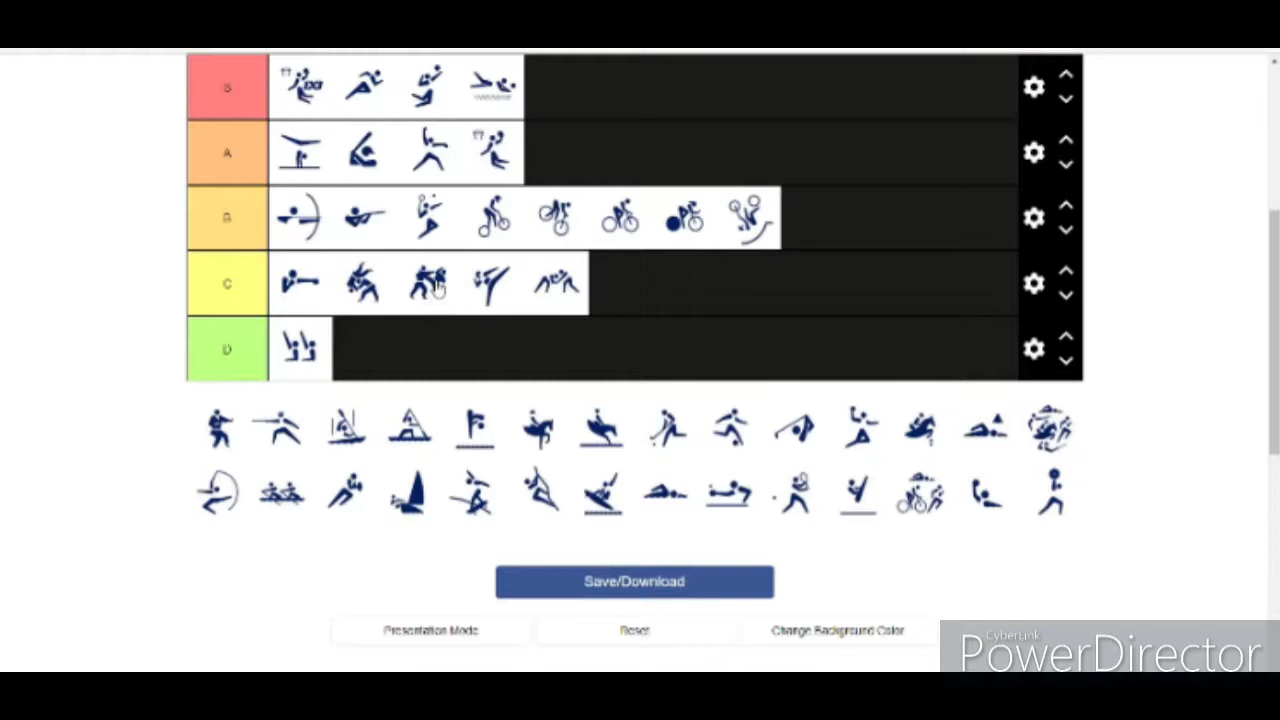 S
A
B
C
D
Save/Download
Presentation Mode
Reset
Change Background Color
CyberLink
PowerDirector